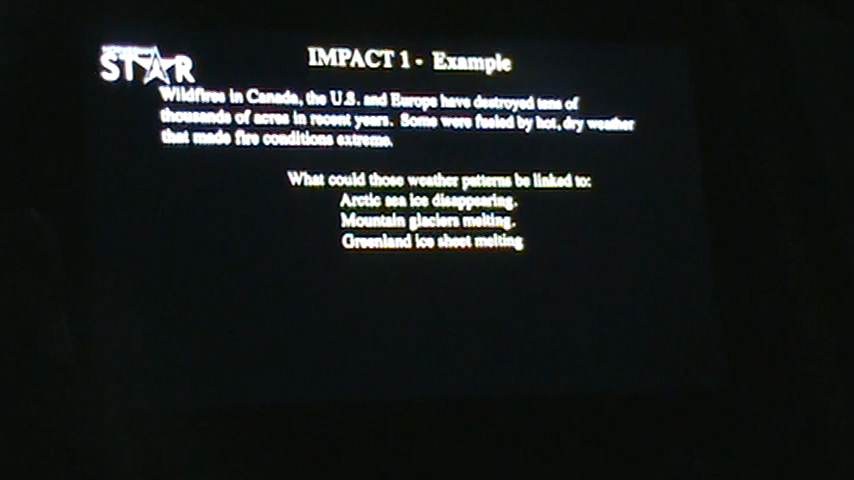 STAR
IMPACT 1 - Example
Wildfires in Canada, the U.S. and Europe have destroyed tens of
thousands of acres in recent years. Some were fueled by hot, dry weather
that made fire conditions extreme.
What could those weather patterns be linked to:
Arctic sea ice disappearing.
Mountain glaciers melting.
Greenland ice sheet melting